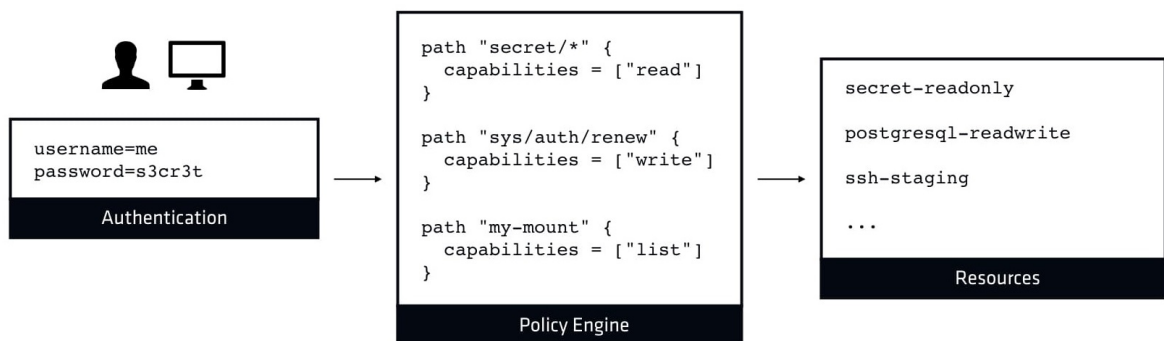 username=me
password=s3cr3t
Authentication
path "secret/*" {
  capabilities = ["read"]
}
path "sys/auth/renew" {
  capabilities = ["write"]
}
path "my-mount" {
  capabilities = ["list"]
}
Policy Engine
secret-readonly
postgresql-readwrite
ssh-staging
...
Resources